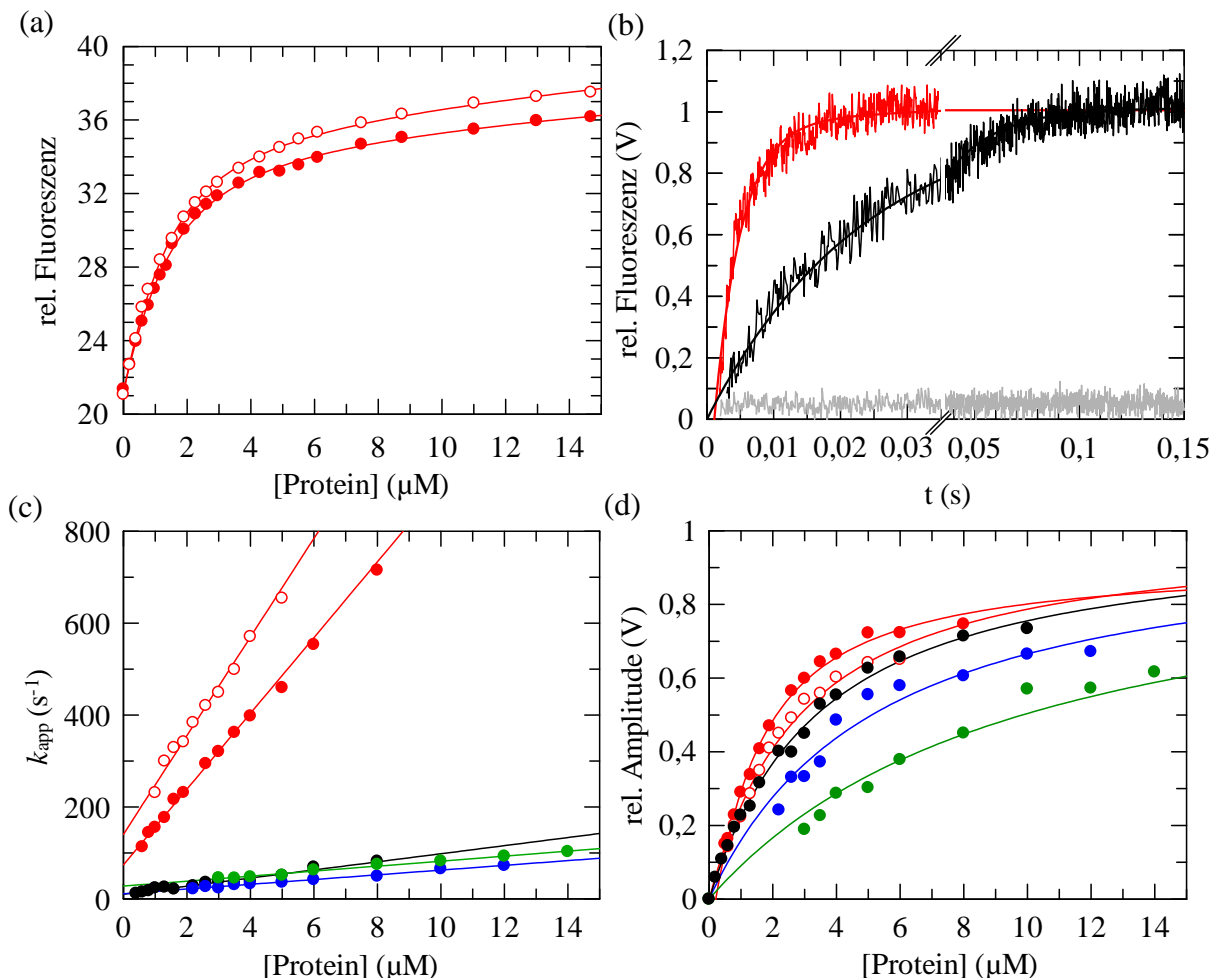 (a)
40
36
32
28
24
20
rel. Fluoreszenz
0 2 4 6 8 10 12 14
[Protein] (µM)
(b)
1,2
1
0,8
0,6
0,4
0,2
0
rel. Fluoreszenz (V)
0 0,01 0,02 0,03 0,05 0,1 0,15
t (s)
(c)
800
600
400
200
0
kapp (s-1)
0 2 4 6 8 10 12 14
[Protein] (µM)
(d)
1
0,8
0,6
0,4
0,2
0
rel. Amplitude (V)
0 2 4 6 8 10 12 14
[Protein] (µM)